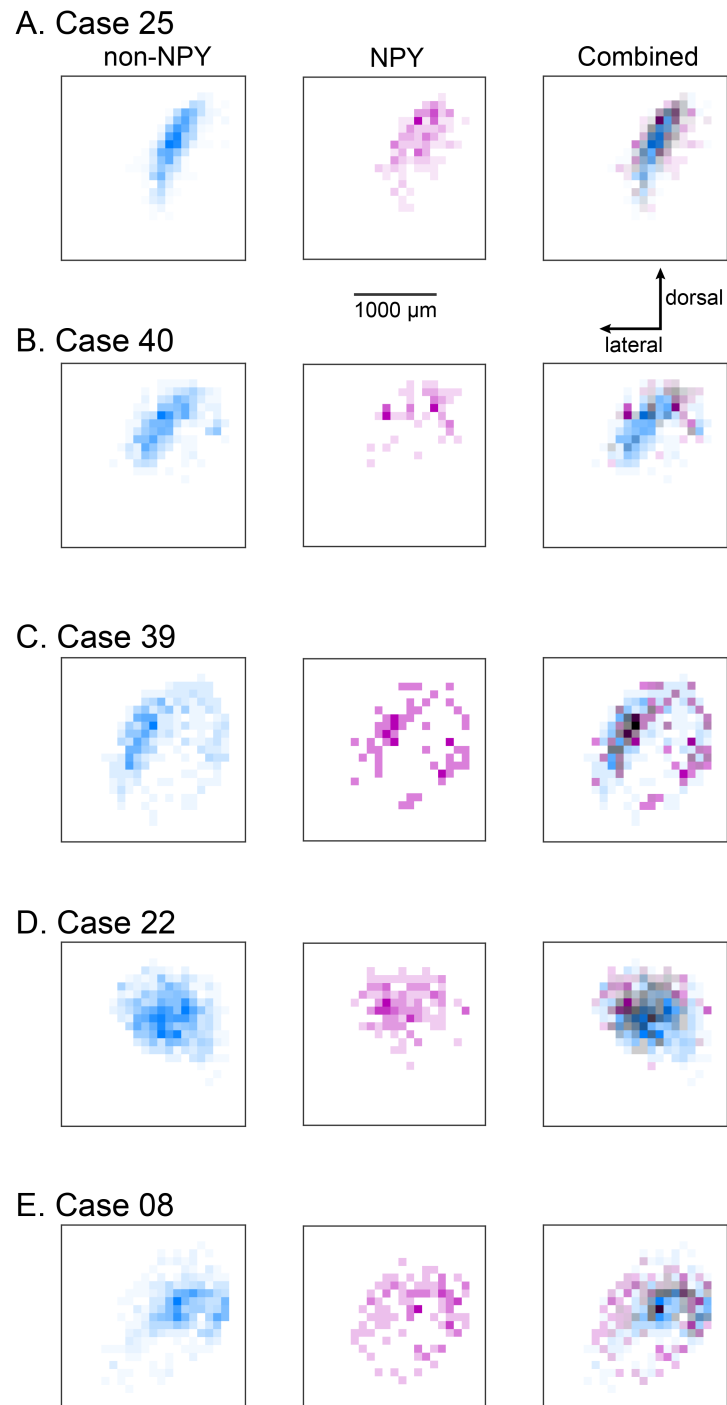 A. Case 25
non-NPY NPY Combined
1000 µm
dorsal
lateral
B. Case 40
C. Case 39
D. Case 22
E. Case 08